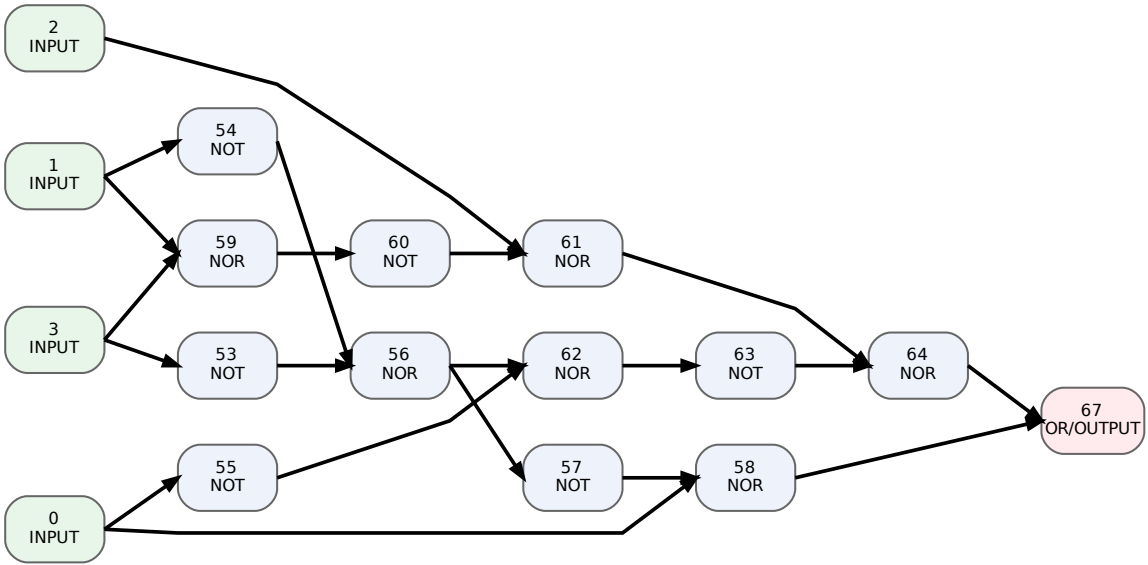 2
INPUT
54
NOT
1
INPUT
59
NOR
60
NOT
61
NOR
3
INPUT
53
NOT
56
NOR
62
NOR
63
NOT
64
NOR
67
OR/OUTPUT
55
NOT
57
NOT
58
NOR
0
INPUT